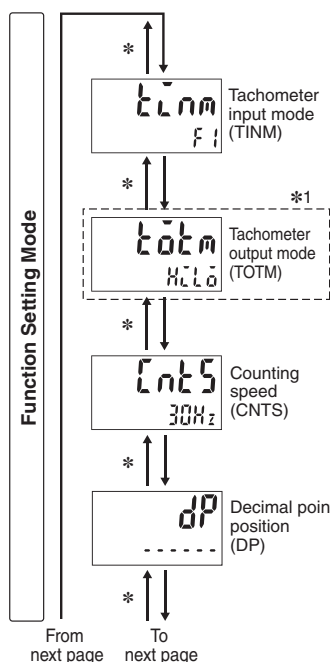 Function Setting Mode
*
tinm
F1
Tachometer
input mode
(TINM)
*
*1
totm
HiLo
Tachometer
output mode
(TOTM)
*
CntS
30Hz
Counting
speed
(CNTS)
*
dP
------
Decimal poin
position
(DP)
*
From
next page
To
next page